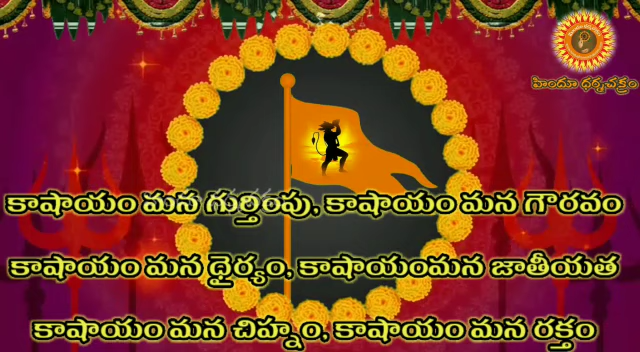 హిందూ ధర్మచక్రం
కాషాయం మన గుర్తింపు, కాషాయం మన గౌరవం
కాషాయం మన ధైర్యం, కాషాయంమన జాతీయత
కాషాయం మన చిహ్నం, కాషాయం మన రక్తం